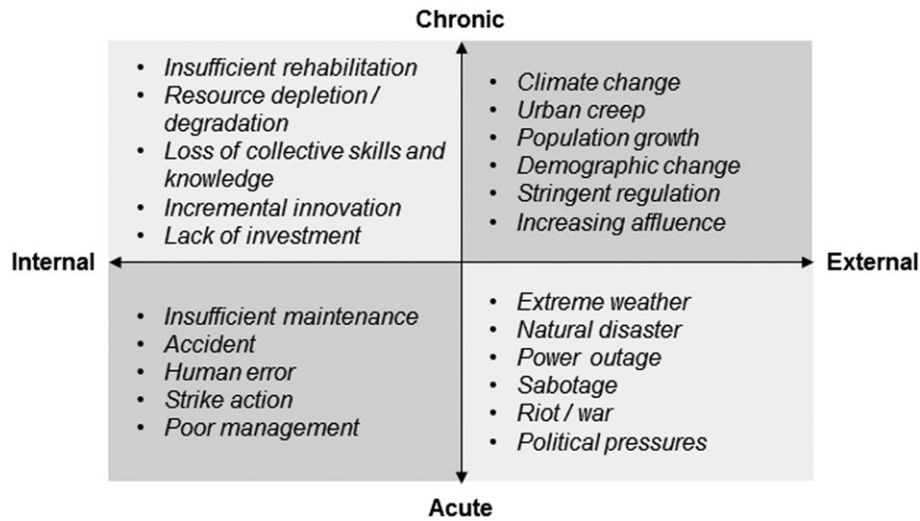 Chronic
• Insufficient rehabilitation
• Resource depletion /
degradation
• Loss of collective skills and
knowledge
• Incremental innovation
• Lack of investment
• Climate change
• Urban creep
• Population growth
• Demographic change
• Stringent regulation
• Increasing affluence
Internal
External
• Insufficient maintenance
• Accident
• Human error
• Strike action
• Poor management
• Extreme weather
• Natural disaster
• Power outage
• Sabotage
• Riot / war
• Political pressures
Acute